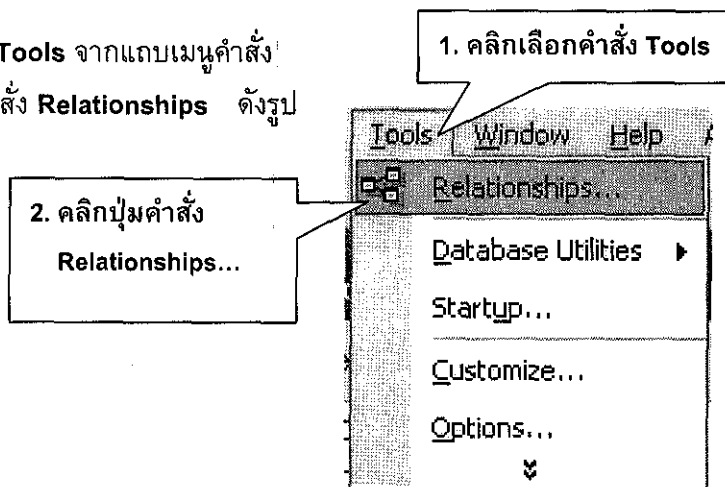 Tools จากแถบเมนูคำสั่ง
สั่ง Relationships ดังรูป
1. คลิกเลือกคำสั่ง Tools
Tools Window Help
Relationships...
2. คลิกปุ่มคำสั่ง
Relationships...
Database Utilities
Startup...
Customize...
Options...